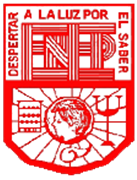 DESPERTAR A LA LUZ POR EL SABER
ENP